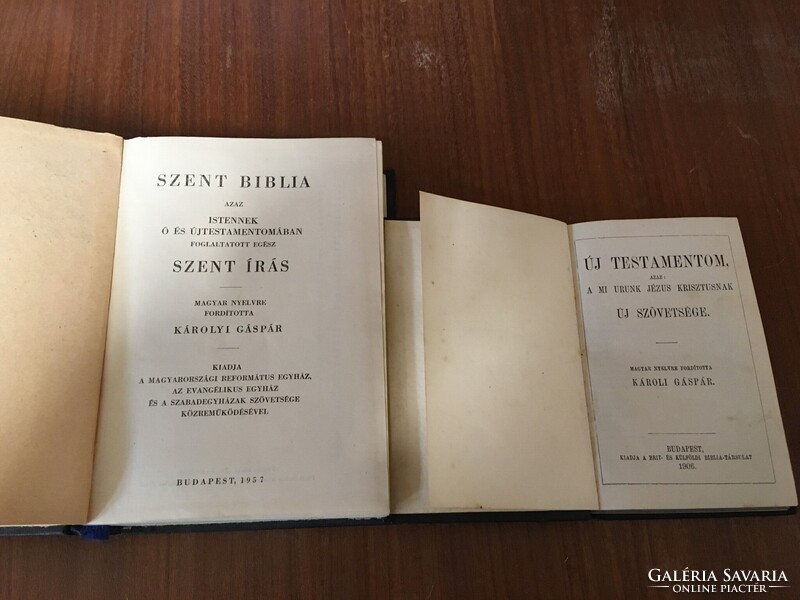 SZENT BIBLIA
AZAZ
ISTENNEK
Ó ÉS ÚJTESTAMENTOMÁBAN
FOGLALTATOTT EGÉSZ
SZENT ÍRÁS
MAGYAR NYELVRE
FORDÍTOTTA
KÁROLYI GÁSPÁR
KIADJA
A MAGYARORSZÁGI REFORMÁTUS EGYHÁZ,
AZ EVANGÉLIKUS EGYHÁZ
ÉS A SZABADEGYHÁZAK SZÖVETSÉGE
KÖZREMŰKÖDÉSÉVEL
BUDAPEST, 1957
ÚJ TESTAMENTOM,
AZAZ:
A MI URUNK JÉZUS KRISZTUSNAK
ÚJ SZÖVETSÉGE.
MAGYAR NYELVRE FORDÍTOTTA
KÁROLI GÁSPÁR.
BUDAPEST,
KIADJA A BRIT- ÉS KÜLFÖLDI BIBLIA-TÁRSULAT
1906.
GALÉRIA SAVARIA
ONLINE PIACTÉR